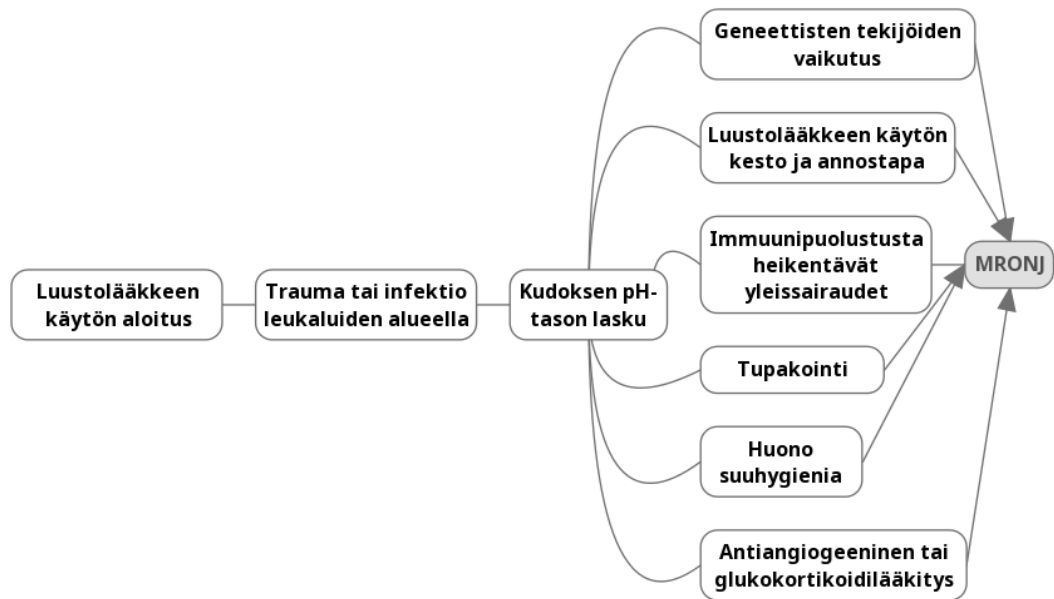 Geneettisten tekijöiden
vaikutus
Luustolääkkeen käytön
kesto ja annostapa
Immuunipuolustusta
heikentävät
yleissairaudet
MRONJ
Luustolääkkeen
käytön aloitus
Trauma tai infektio
leukaluiden alueella
Kudoksen pH-
tason lasku
Tupakointi
Huono
suuhygienia
Antiangiogeeninen tai
glukokortikoidilääkitys